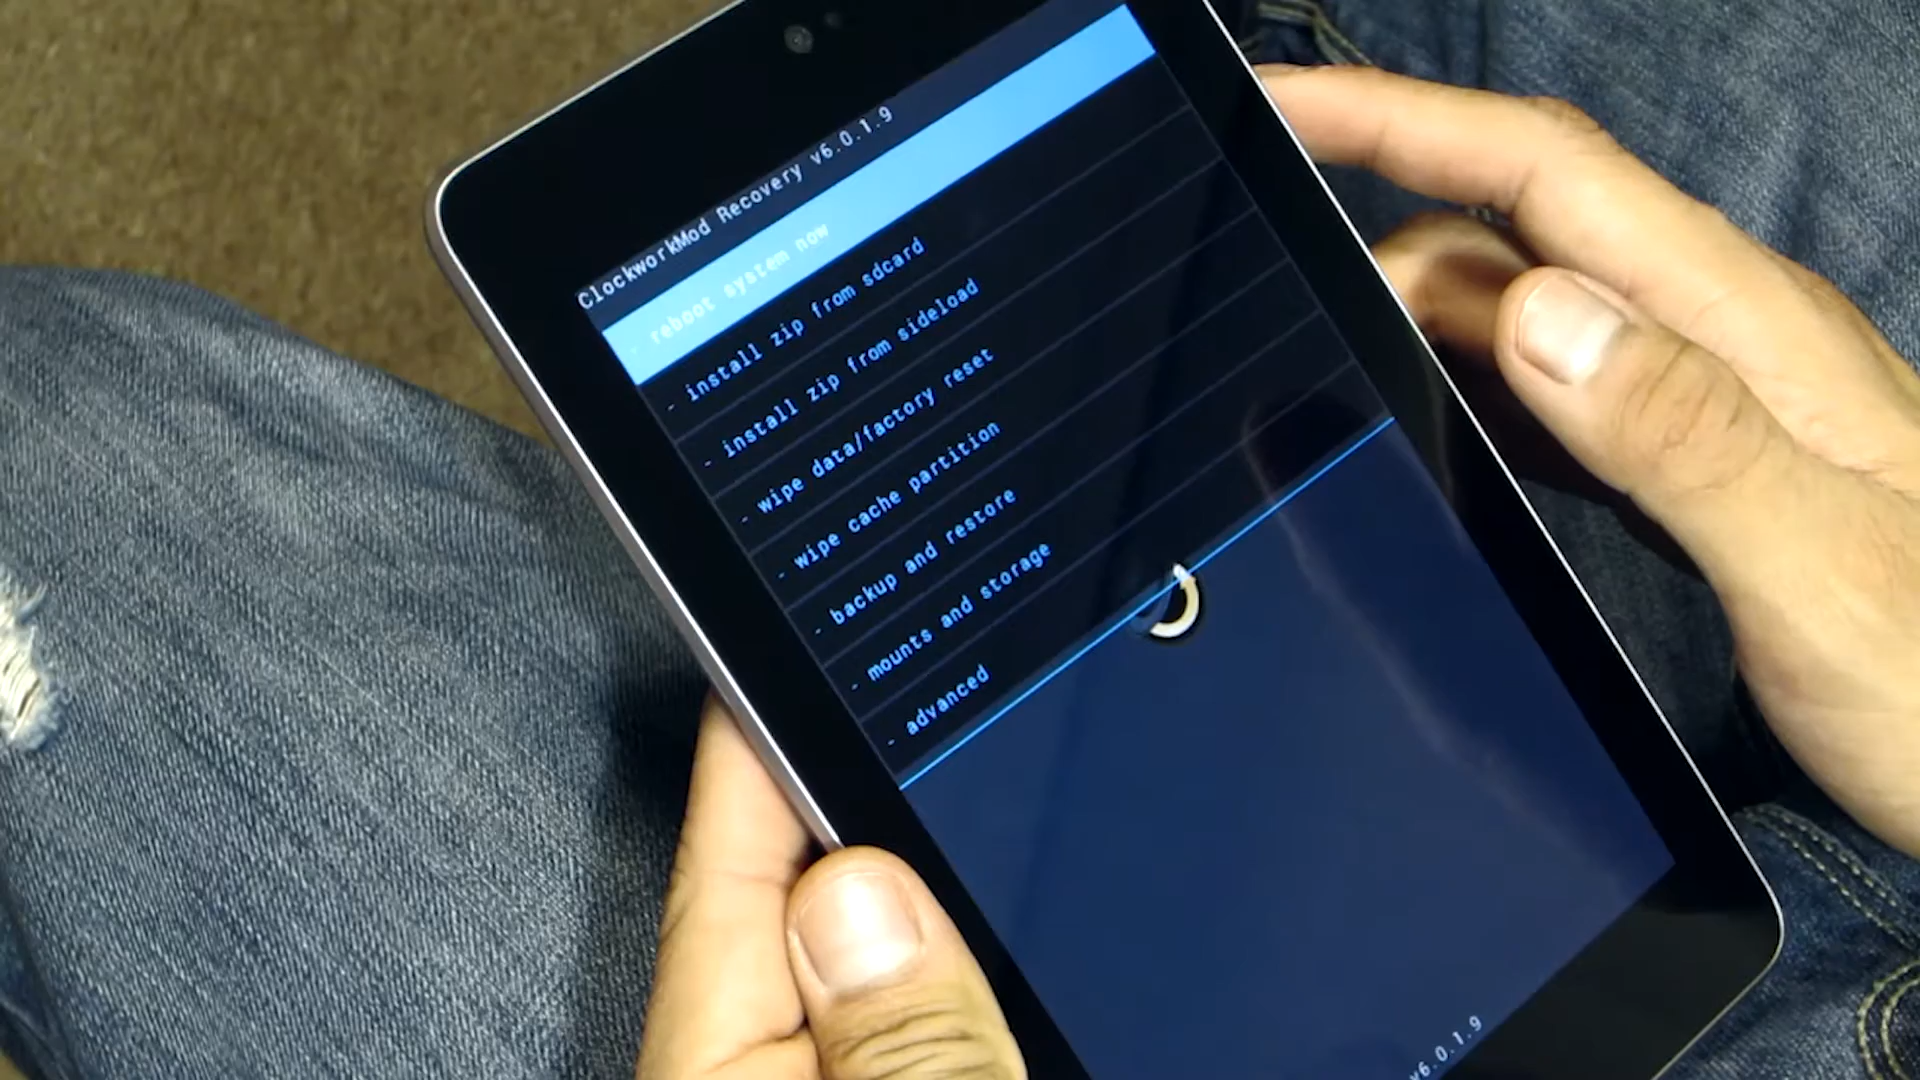 ClockworkMod Recovery v6.0.1.9
- reboot system now
- install zip from sdcard
- install zip from sideload
- wipe data/factory reset
- wipe cache partition
- backup and restore
- mounts and storage
- advanced
v6.0.1.9